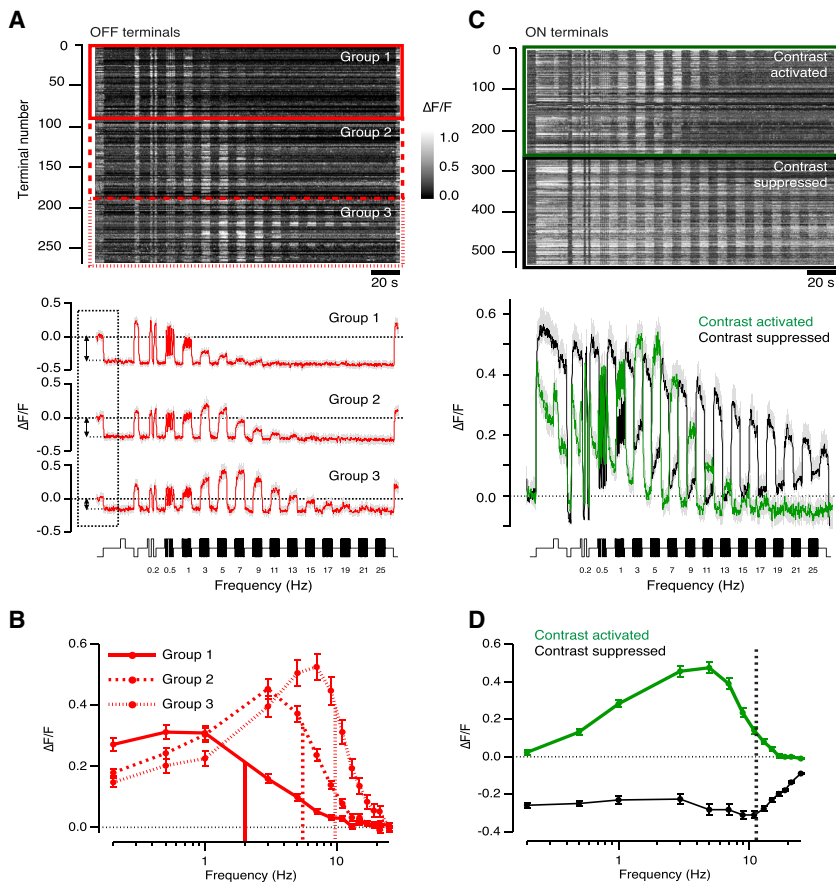 A
OFF terminals
Terminal number
0
50
100
150
200
250
Group 1
Group 2
Group 3
ΔF/F
1.0
0.0
20 s
0.5
0.0
-0.5
Group 1
0.5
0.0
-0.5
Group 2
0.5
0.0
-0.5
Group 3
ΔF/F
0.2 0.5 1 3 5 7 9 11 13 15 17 19 21 25
Frequency (Hz)
C
ON terminals
0
100
200
300
400
500
Contrast
activated
Contrast
suppressed
20 s
Contrast activated
Contrast suppressed
0.6
0.4
0.2
0.0
ΔF/F
0.2 0.5 1 3 5 7 9 11 13 15 17 19 21 25
Frequency (Hz)
B
Group 1
Group 2
Group 3
0.6
0.4
0.2
0.0
ΔF/F
1 10
Frequency (Hz)
D
Contrast activated
Contrast suppressed
0.6
0.4
0.2
0.0
-0.2
-0.4
ΔF/F
1 10
Frequency (Hz)